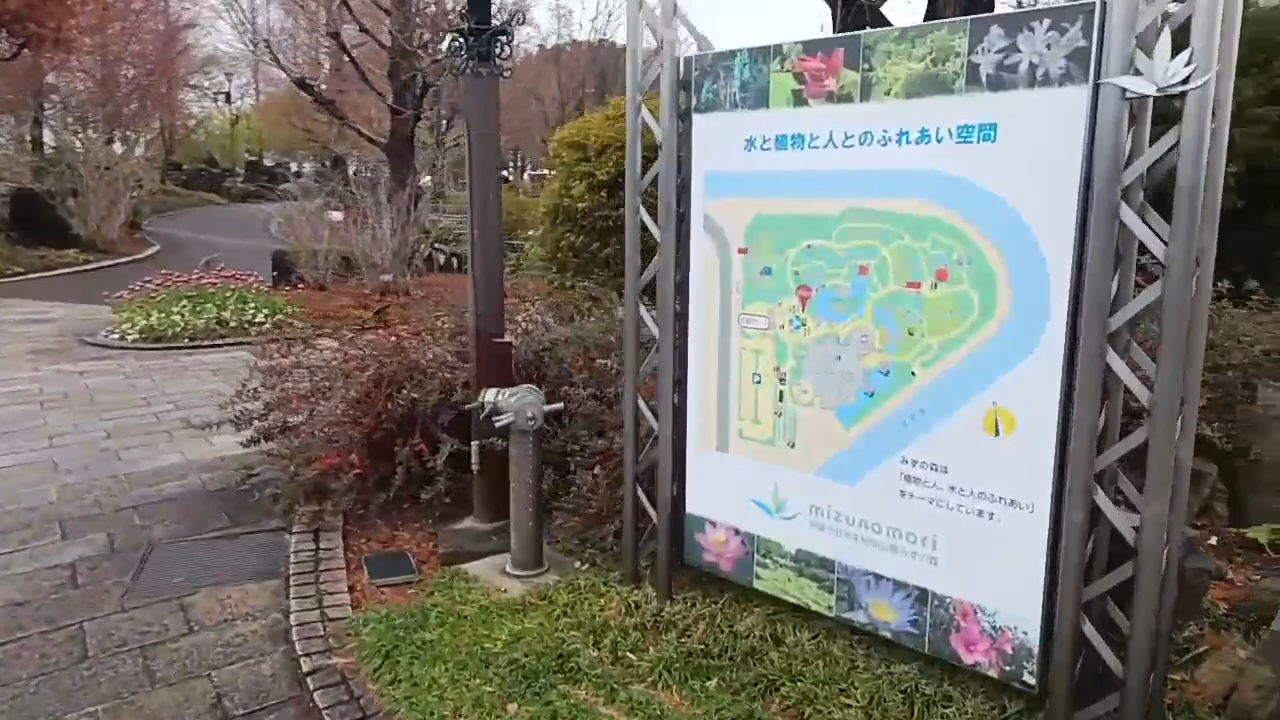 水と植物と人とのふれあい空間
P
みずの森は
「植物と人、水と人のふれあい」
をテーマにしています。
mizunomori